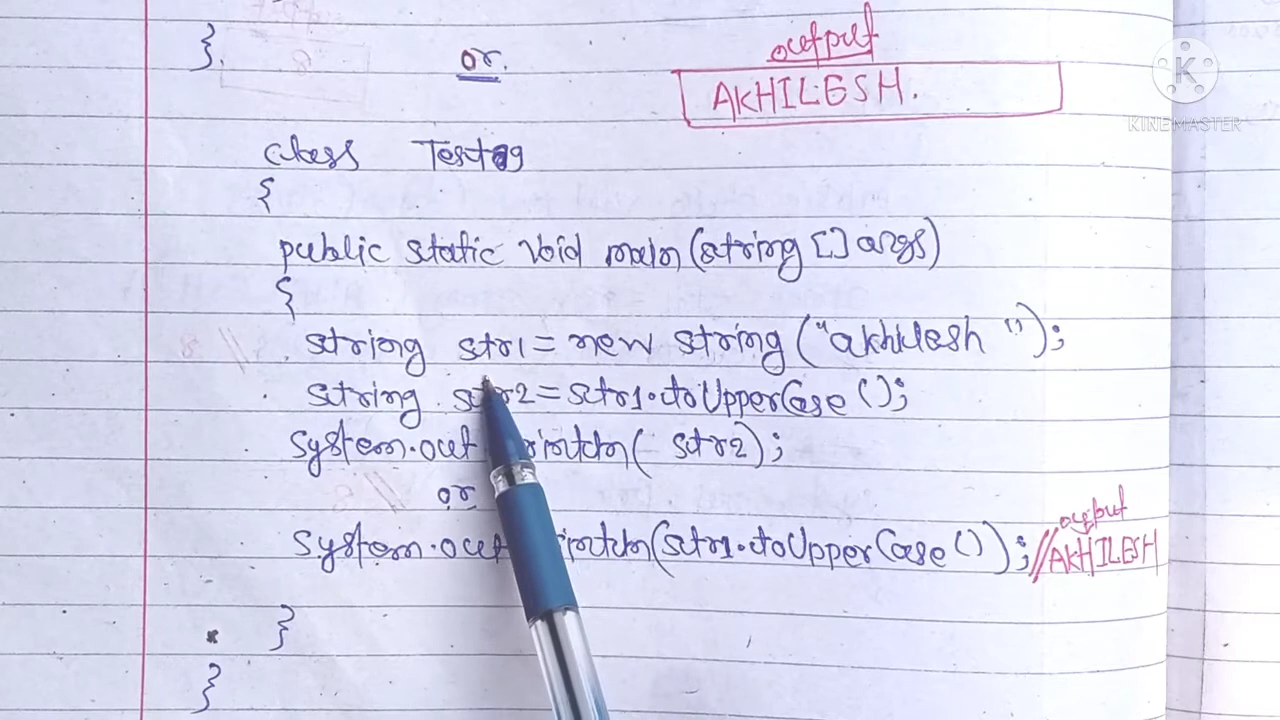 }
or.
output
AKHILESH.
KINEMASTER
class Test9
{
public static void main(string [] args)
{
string str1 = new string ("akhilesh");
string str2 = str1.toUpperCase ();
system.out println( str2);
or
system.out println(str1.toUpperCase ()); //AKHILESH
output
}
}